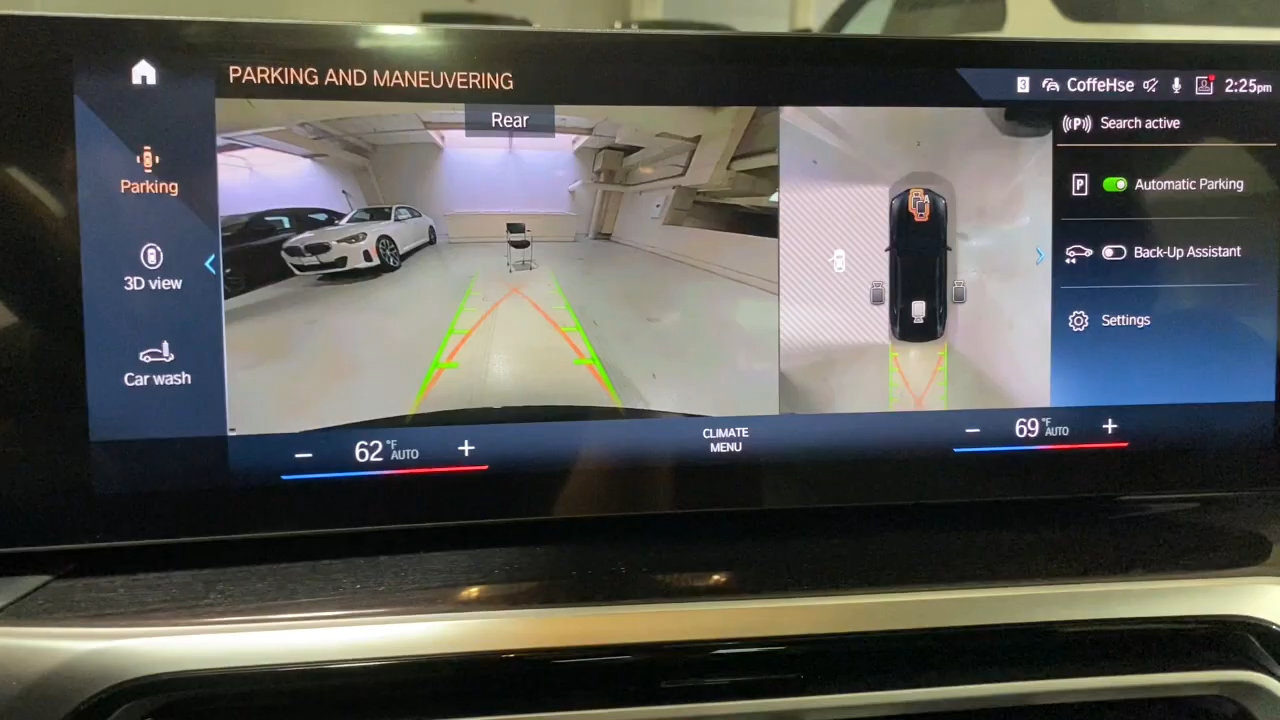 PARKING AND MANEUVERING
3 CoffeHse 2:25pm
Parking
3D view
Car wash
Rear
((P)) Search active
P Automatic Parking
Back-Up Assistant
Settings
− 62 °F AUTO +
CLIMATE
MENU
− 69 °F AUTO +